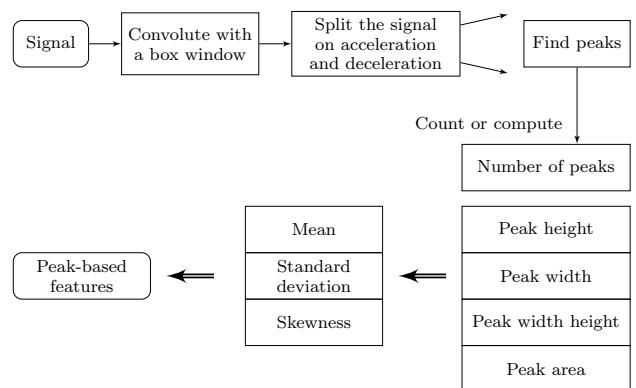 Signal
Convolute with
a box window
Split the signal
on acceleration
and deceleration
Find peaks
Count or compute
Number of peaks
Peak height
Peak width
Peak width height
Peak area
Mean
Standard
deviation
Skewness
Peak-based
features